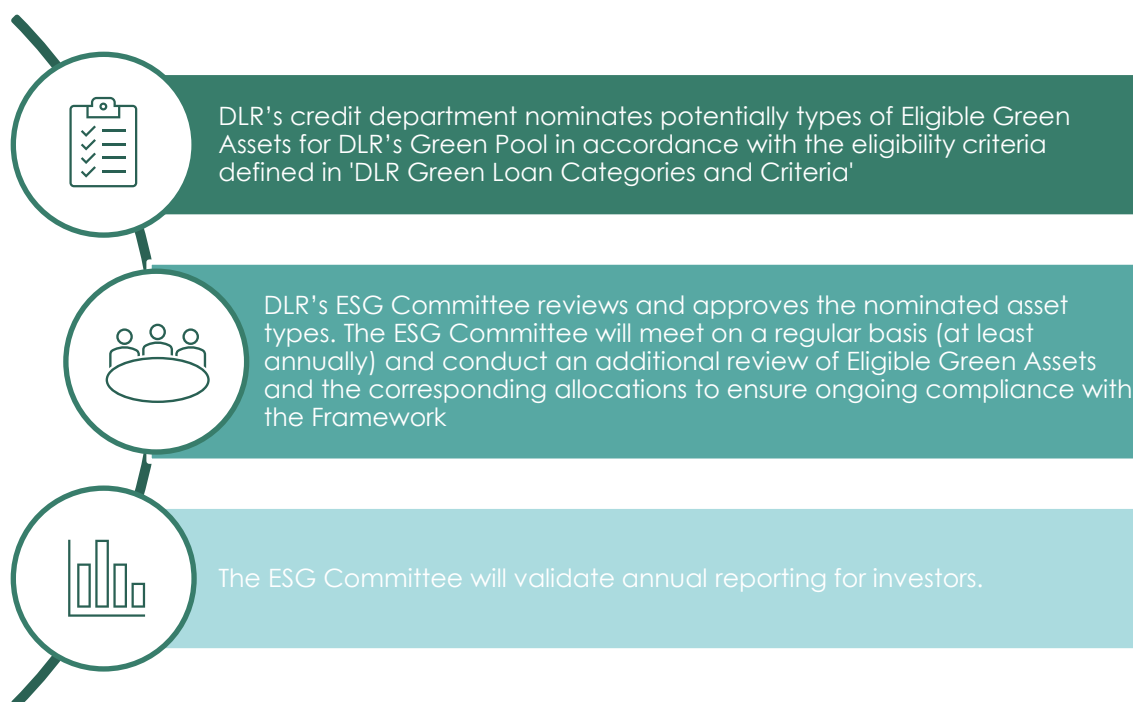 DLR’s credit department nominates potentially types of Eligible Green
Assets for DLR’s Green Pool in accordance with the eligibility criteria
defined in 'DLR Green Loan Categories and Criteria'
DLR’s ESG Committee reviews and approves the nominated asset
types. The ESG Committee will meet on a regular basis (at least
annually) and conduct an additional review of Eligible Green Assets
and the corresponding allocations to ensure ongoing compliance with
the Framework
The ESG Committee will validate annual reporting for investors.